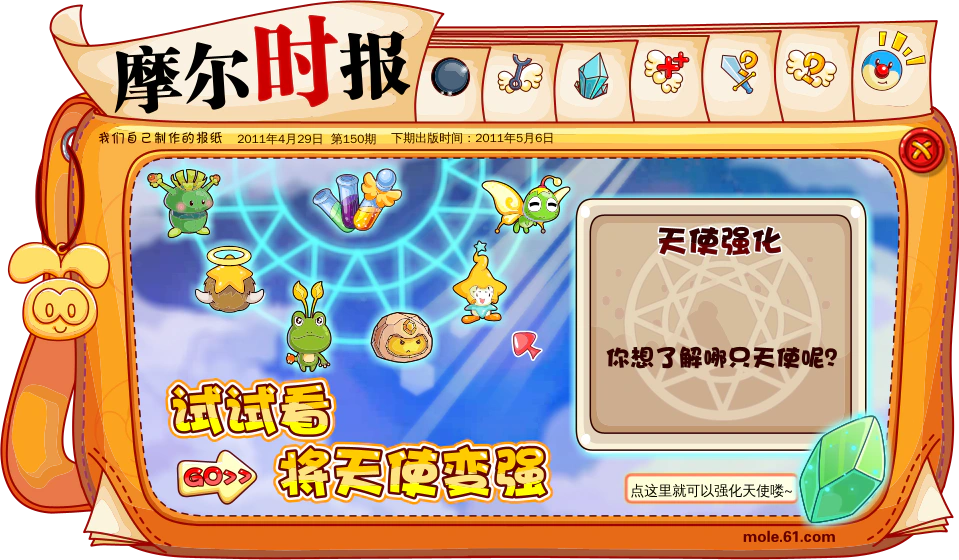 摩尔时报
我们自己制作的报纸 2011年4月29日 第150期 下期出版时间：2011年5月6日
天使强化
你想了解哪只天使呢?
试试看
GO>>
将天使变强
点这里就可以强化天使喽~
mole.61.com